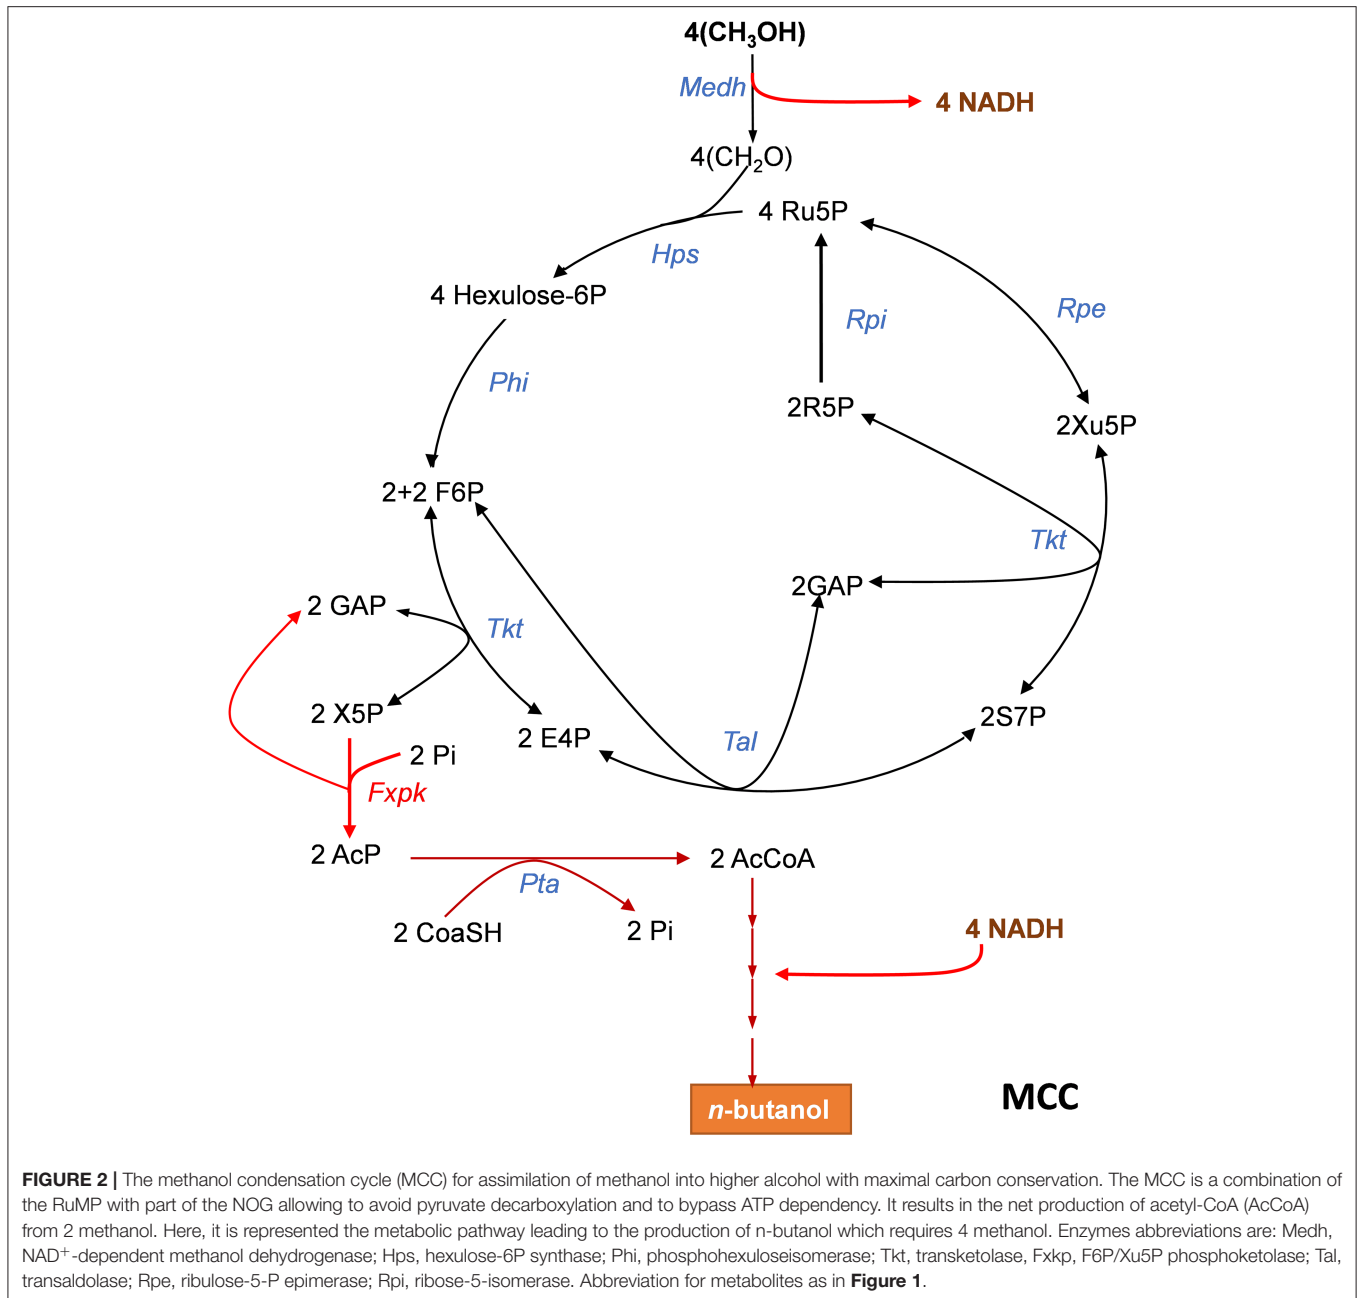 4(CH3OH)
Medh
4 NADH
4(CH2O)
4 Ru5P
Hps
4 Hexulose-6P
Rpi
Rpe
Phi
2R5P
2Xu5P
2+2 F6P
Tkt
2GAP
2 GAP
Tkt
2 X5P
2S7P
2 E4P
Tal
2 Pi
Fxpk
2 AcP
2 AcCoA
Pta
2 CoaSH
2 Pi
4 NADH
n-butanol
MCC
FIGURE 2 | The methanol condensation cycle (MCC) for assimilation of methanol into higher alcohol with maximal carbon conservation. The MCC is a combination of
the RuMP with part of the NOG allowing to avoid pyruvate decarboxylation and to bypass ATP dependency. It results in the net production of acetyl-CoA (AcCoA)
from 2 methanol. Here, it is represented the metabolic pathway leading to the production of n-butanol which requires 4 methanol. Enzymes abbreviations are: Medh,
NAD+-dependent methanol dehydrogenase; Hps, hexulose-6P synthase; Phi, phosphohexuloseisomerase; Tkt, transketolase, Fxkp, F6P/Xu5P phosphoketolase; Tal,
transaldolase; Rpe, ribulose-5-P epimerase; Rpi, ribose-5-isomerase. Abbreviation for metabolites as in Figure 1.